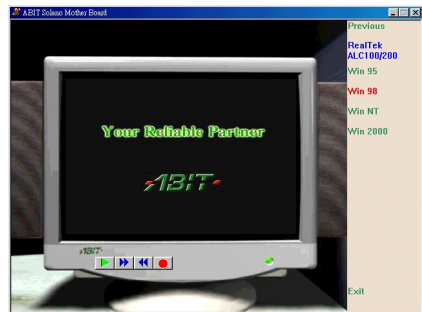 ABIT Solano Mother Board
Previous
RealTek
ALC100/200
Win 95
Win 98
Win NT
Win 2000
Exit
Your Reliable Partner
ABIT
ABIT